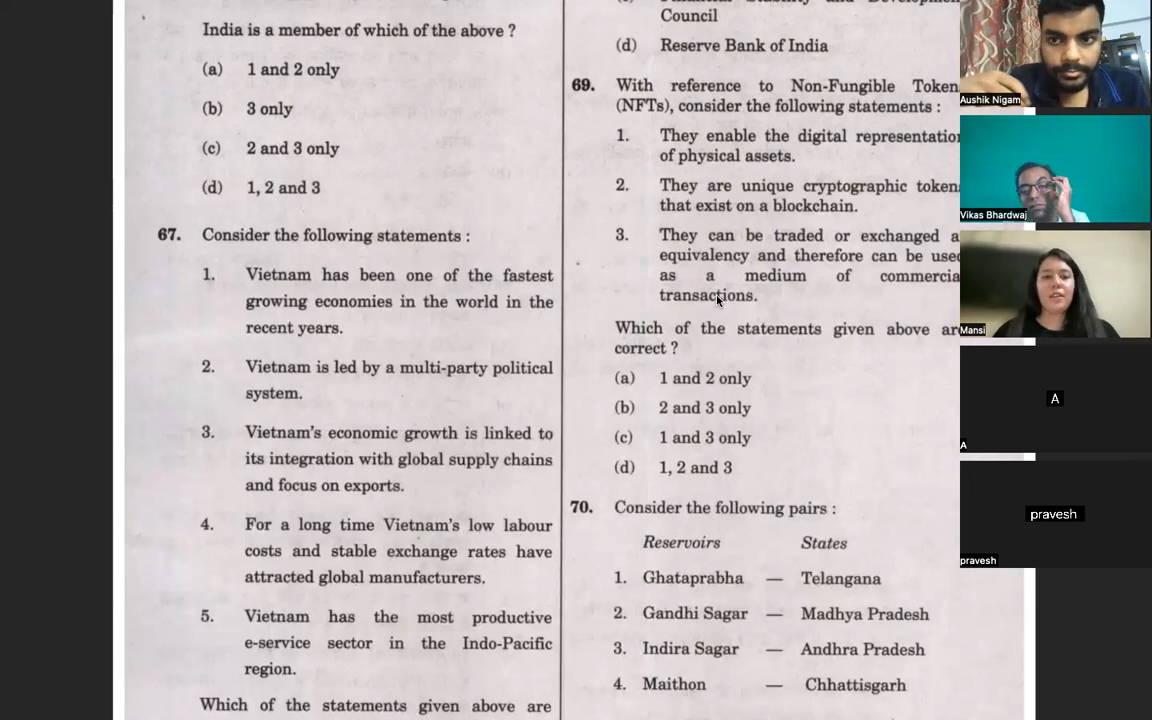 India is a member of which of the above ?
(a) 1 and 2 only
(b) 3 only
(c) 2 and 3 only
(d) 1, 2 and 3
67. Consider the following statements :
1. Vietnam has been one of the fastest
growing economies in the world in the
recent years.
2. Vietnam is led by a multi-party political
system.
3. Vietnam's economic growth is linked to
its integration with global supply chains
and focus on exports.
4. For a long time Vietnam's low labour
costs and stable exchange rates have
attracted global manufacturers.
5. Vietnam has the most productive
e-service sector in the Indo-Pacific
region.
Which of the statements given above are
Council
(d) Reserve Bank of India
69. With reference to Non-Fungible Token
(NFTs), consider the following statements :
1. They enable the digital
of physical assets.
2. They are unique cryptographic token
that exist on a blockchain.
3. They can be traded or exchanged
equivalency and therefore can be
as a medium of
transactions.
Which of the statements given above
correct ?
(a) 1 and 2 only
(b) 2 and 3 only
(c) 1 and 3 only
(d) 1, 2 and 3
70. Consider the following pairs :
Reservoirs States
1. Ghataprabha — Telangana
2. Gandhi Sagar — Madhya Pradesh
3. Indira Sagar — Andhra Pradesh
4. Maithon — Chhattisgarh
Aushik Nigam
Vikas Bhardwaj
Mansi
A
A
pravesh
pravesh